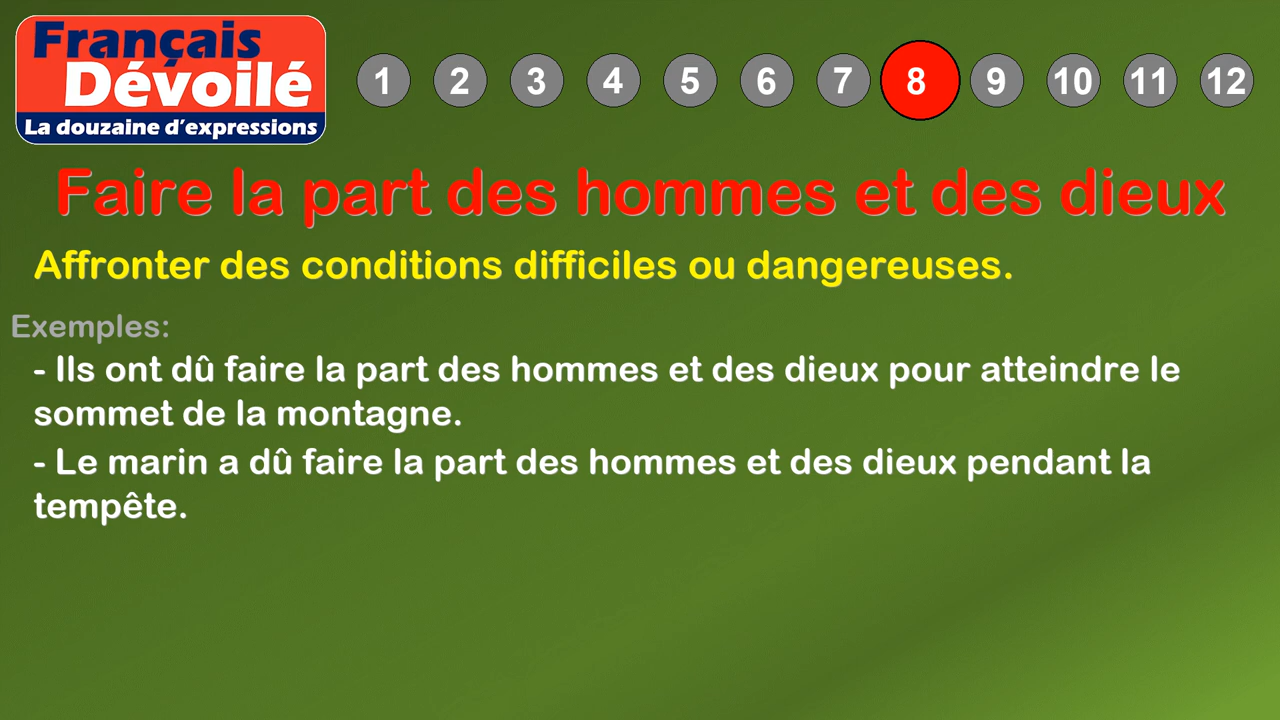 Français
Dévoilé
La douzaine d'expressions
1 2 3 4 5 6 7 8 9 10 11 12
Faire la part des hommes et des dieux
Affronter des conditions difficiles ou dangereuses.
Exemples:
- Ils ont dû faire la part des hommes et des dieux pour atteindre le
sommet de la montagne.
- Le marin a dû faire la part des hommes et des dieux pendant la
tempête.